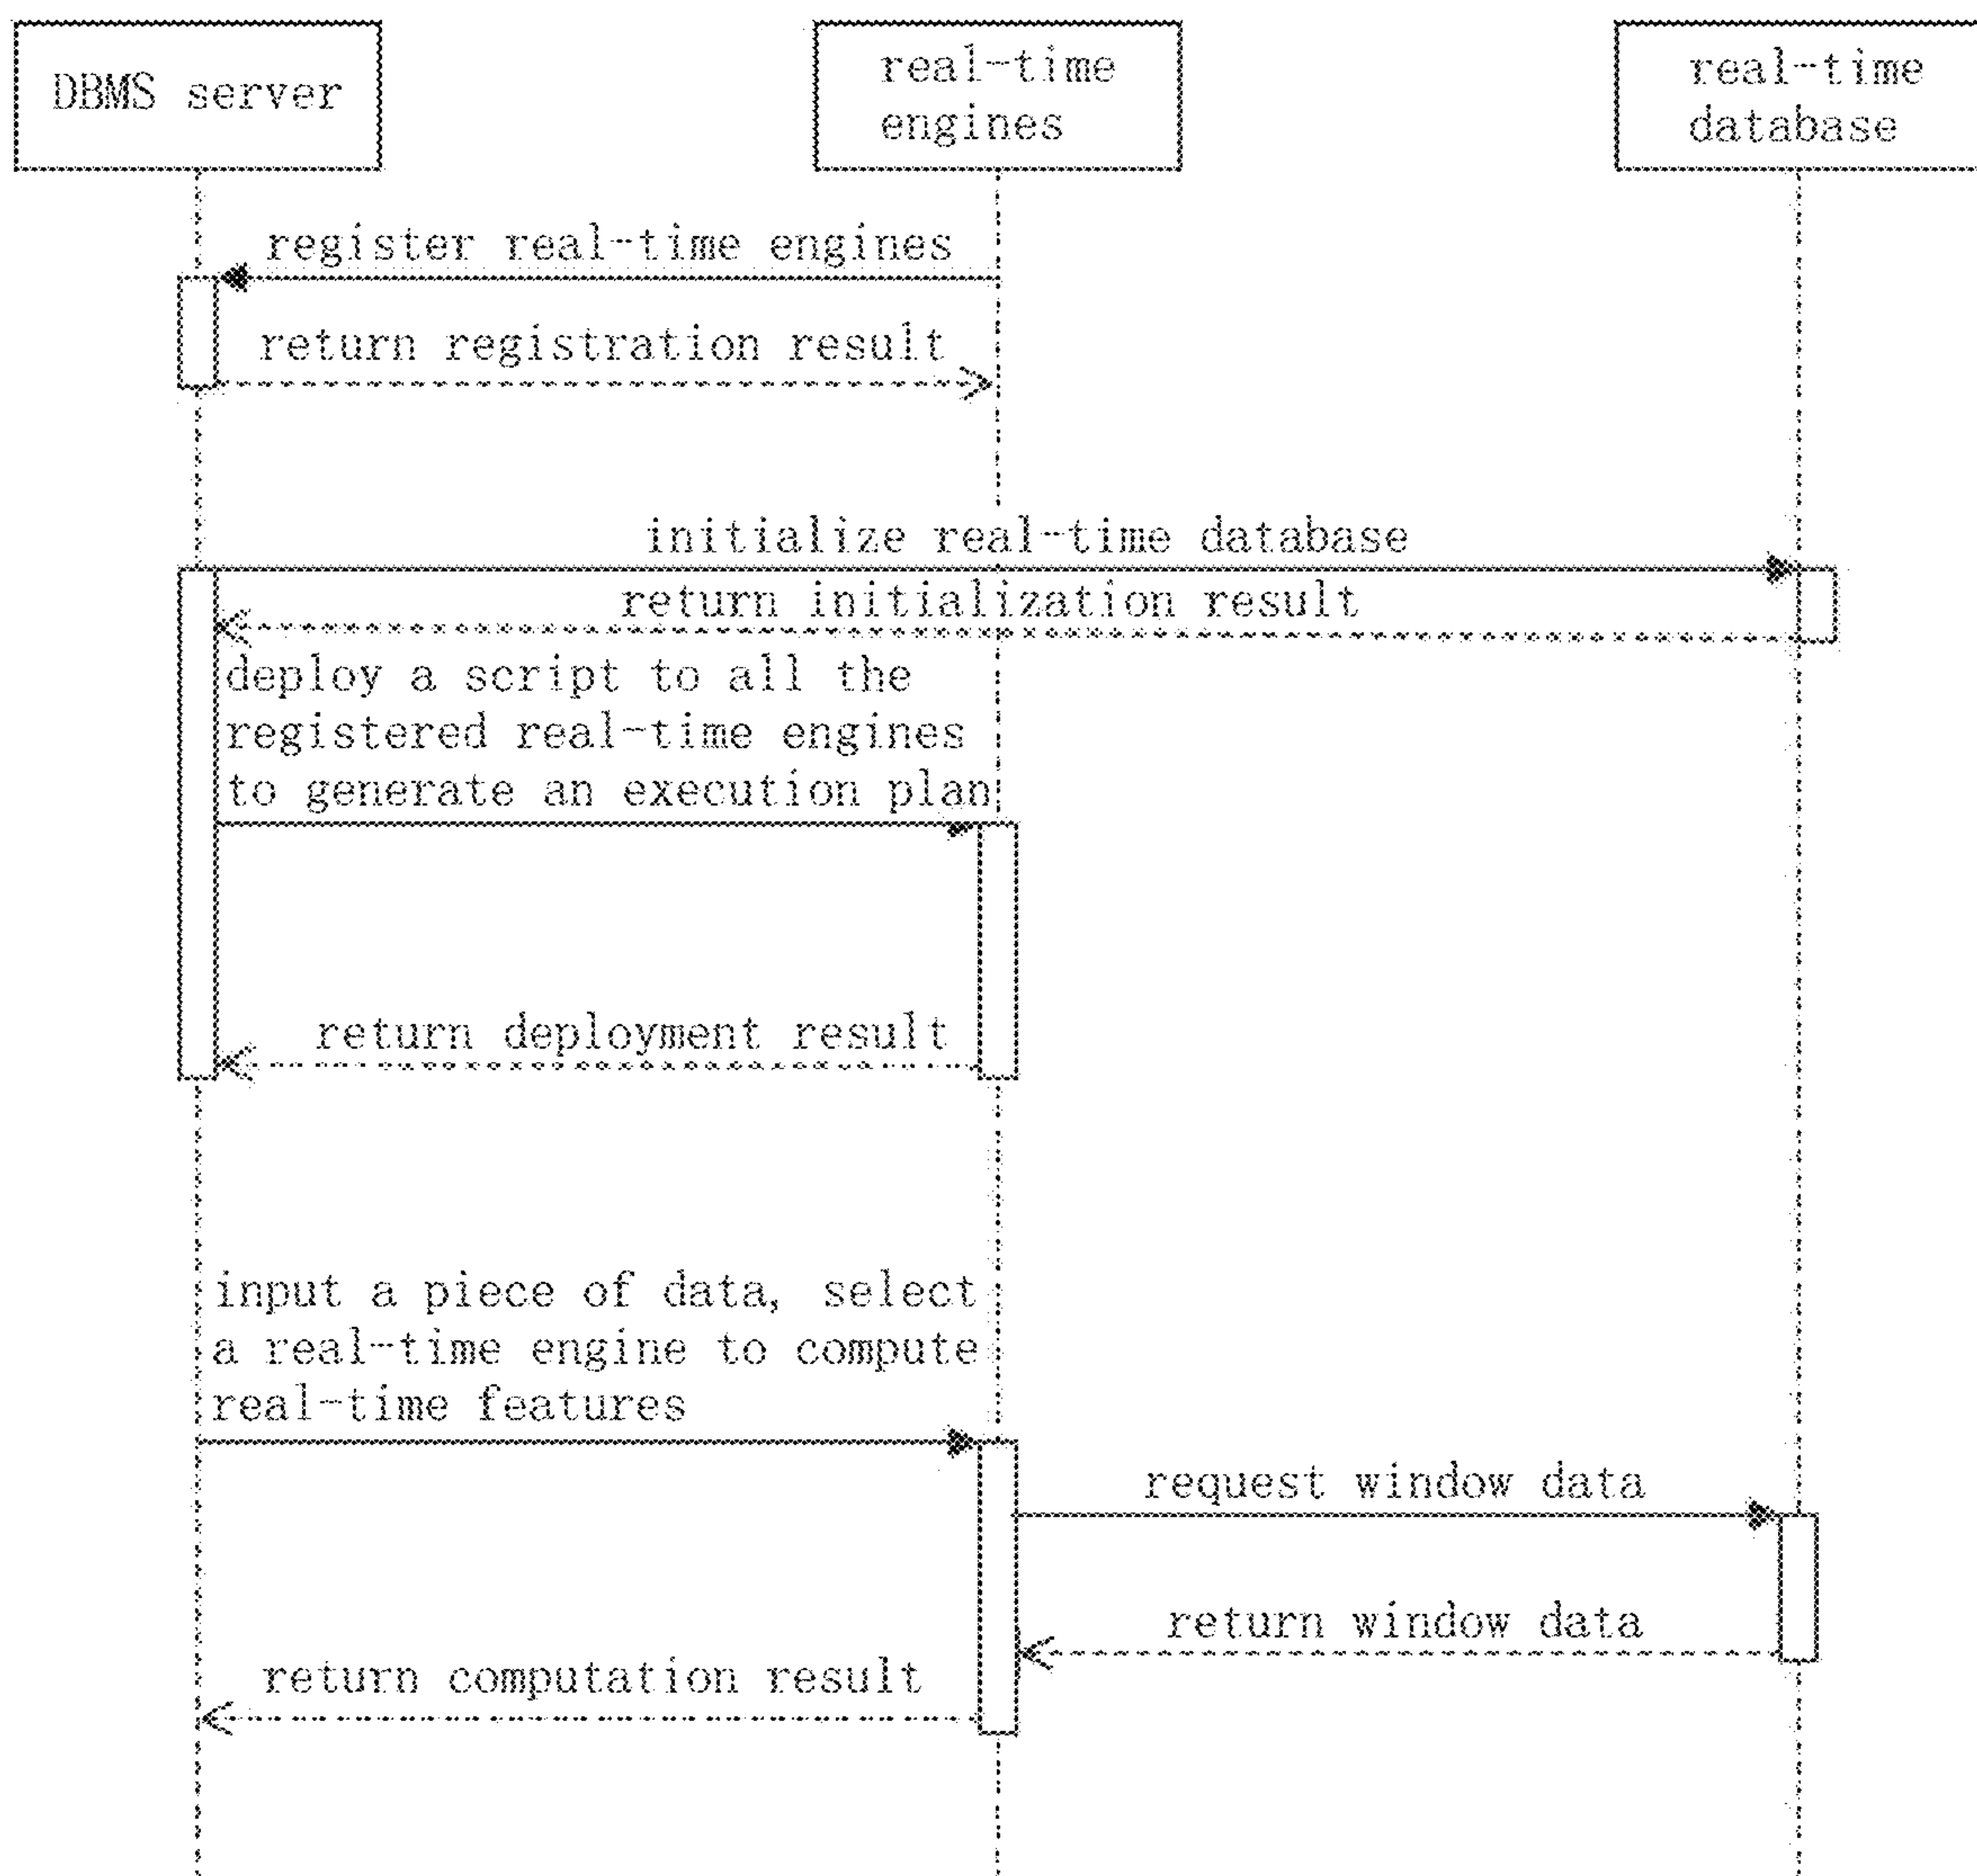 DBMS server
real-time
engines
real-time
database
register real-time engines
return registration result
initialize real-time database
return initialization result
deploy a script to all the
registered real-time engines
to generate an execution plan
return deployment result
input a piece of data, select
a real-time engine to compute
real-time features
request window data
return window data
return computation result